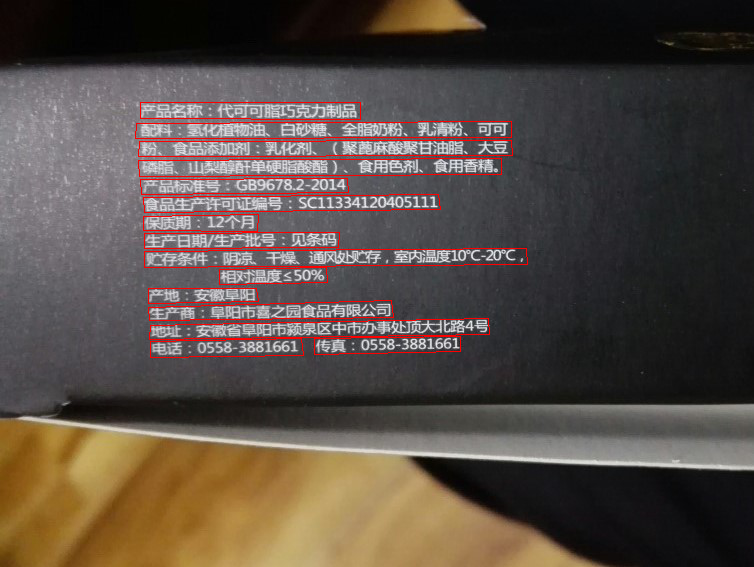 产品名称：代可可脂巧克力制品
配料：氢化植物油、白砂糖、全脂奶粉、乳清粉、可可
粉、食品添加剂：乳化剂、（聚蓖麻酸聚甘油脂、大豆
磷脂、山梨醇酐单硬脂酸酯）、食用色剂、食用香精。
产品标准号：GB9678.2-2014
食品生产许可证编号：SC11334120405111
保质期：12个月
生产日期/生产批号：见条码
贮存条件：阴凉、干燥、通风处贮存，室内温度10℃-20℃，
相对温度≤50%
产地：安徽阜阳
生产商：阜阳市喜之园食品有限公司
地址：安徽省阜阳市颍泉区中市办事处顶大北路4号
电话：0558-3881661 传真：0558-3881661